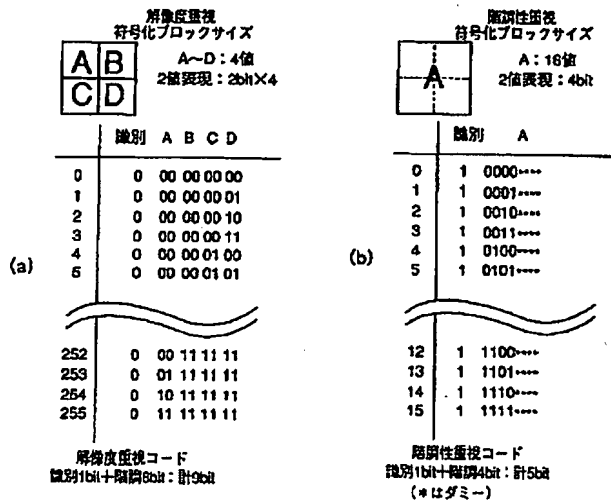 解像度重視
符号化ブロックサイズ
A B
C D
A～D：4値
2値表現：2bit×4
識別 A B C D
0 0 00 00 00 00
1 0 00 00 00 01
2 0 00 00 00 10
3 0 00 00 00 11
4 0 00 00 01 00
5 0 00 00 01 01
(a)
252 0 00 11 11 11
253 0 01 11 11 11
254 0 10 11 11 11
255 0 11 11 11 11
解像度重視コード
識別1bit＋階調8bit：計9bit
階調性重視
符号化ブロックサイズ
A
A：16値
2値表現：4bit
識別 A
0 1 0000****
1 1 0001****
2 1 0010****
3 1 0011****
4 1 0100****
5 1 0101****
(b)
12 1 1100****
13 1 1101****
14 1 1110****
15 1 1111****
階調性重視コード
識別1bit＋階調4bit：計5bit
(＊はダミー)